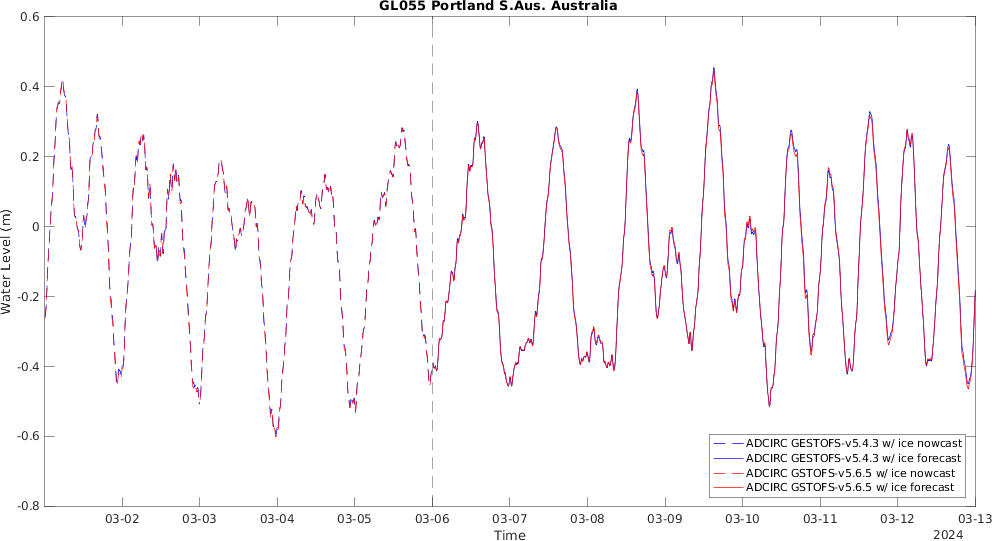 GL055 Portland S.Aus. Australia
Water Level (m)
0.6
0.4
0.2
0
-0.2
-0.4
-0.6
-0.8
ADCIRC GESTOFS-v5.4.3 w/ ice nowcast
ADCIRC GESTOFS-v5.4.3 w/ ice forecast
ADCIRC GSTOFS-v5.6.5 w/ ice nowcast
ADCIRC GSTOFS-v5.6.5 w/ ice forecast
03-02 03-03 03-04 03-05 03-06 03-07 03-08 03-09 03-10 03-11 03-12 03-13
Time
2024